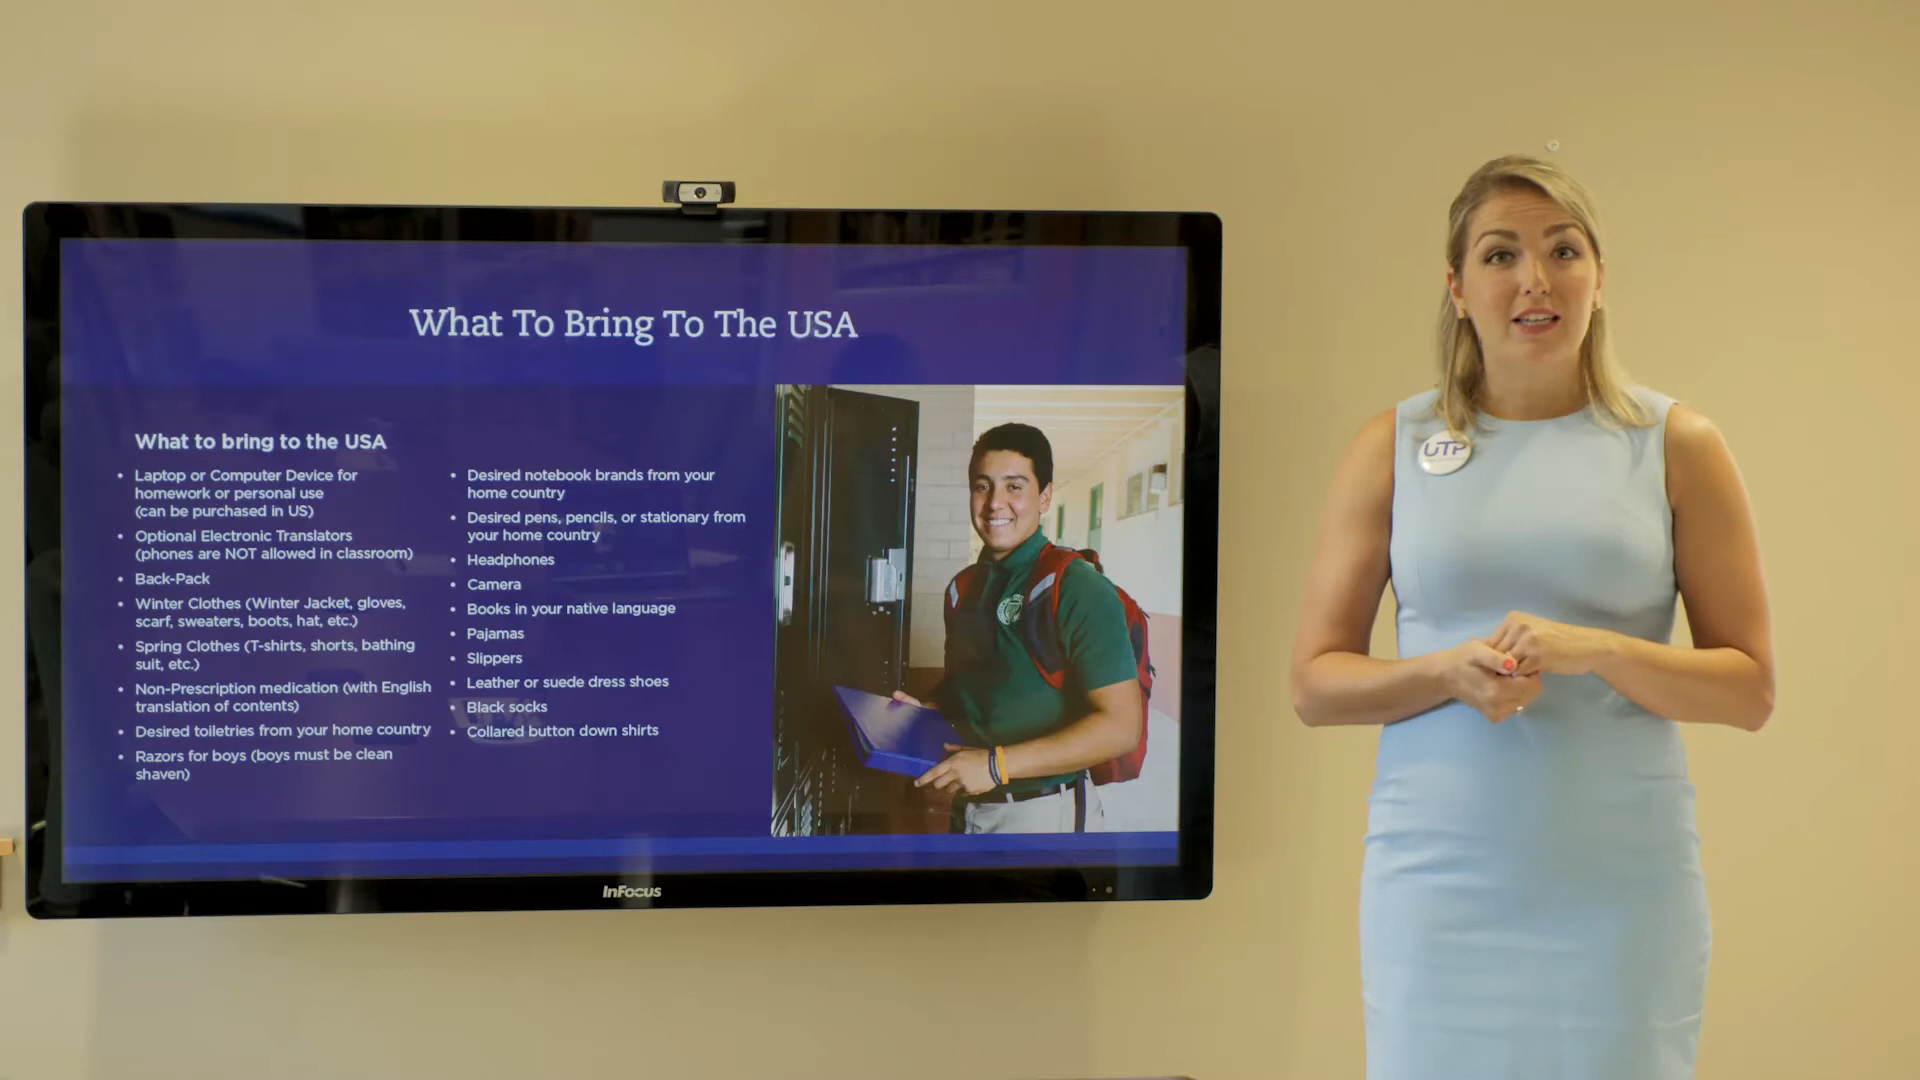 What To Bring To The USA
What to bring to the USA
• Laptop or Computer Device for
homework or personal use
(can be purchased in US)
• Optional Electronic Translators
(phones are NOT allowed in classroom)
• Back-Pack
• Winter Clothes (Winter Jacket, gloves,
scarf, sweaters, boots, hat, etc.)
• Spring Clothes (T-shirts, shorts, bathing
suit, etc.)
• Non-Prescription medication (with English
translation of contents)
• Desired toiletries from your home country
• Razors for boys (boys must be clean
shaven)
• Desired notebook brands from your
home country
• Desired pens, pencils, or stationary from
your home country
• Headphones
• Camera
• Books in your native language
• Pajamas
• Slippers
• Leather or suede dress shoes
• Black socks
• Collared button down shirts
InFocus
UTP